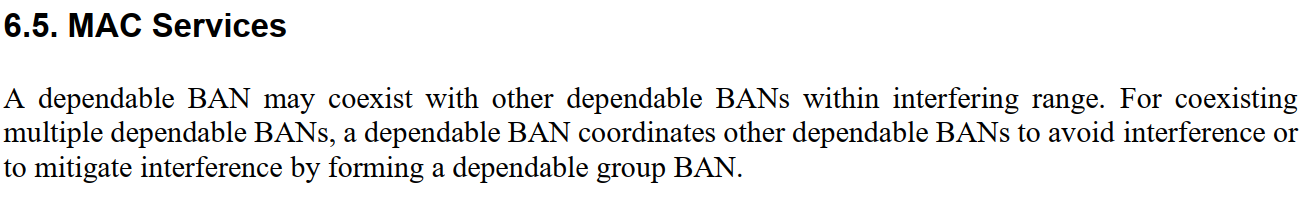 6.5. MAC Services
A dependable BAN may coexist with other dependable BANs within interfering range. For coexisting
multiple dependable BANs, a dependable BAN coordinates other dependable BANs to avoid interference or
to mitigate interference by forming a dependable group BAN.